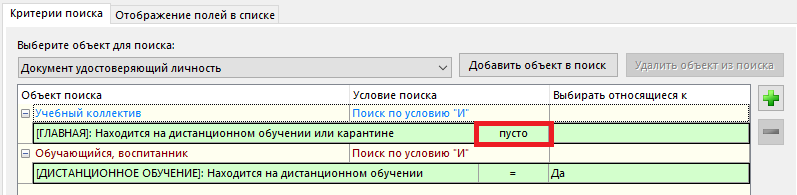 Критерии поиска Отображение полей в списке
Выберите объект для поиска:
Документ удостоверяющий личность Добавить объект в поиск Удалить объект из поиска
Объект поиска Условие поиска Выбирать относящиеся к
Учебный коллектив Поиск по условию "И"
[ГЛАВНАЯ]: Находится на дистанционном обучении или карантине пусто
Обучающийся, воспитанник Поиск по условию "И"
[ДИСТАНЦИОННОЕ ОБУЧЕНИЕ]: Находится на дистанционном обучении = Да